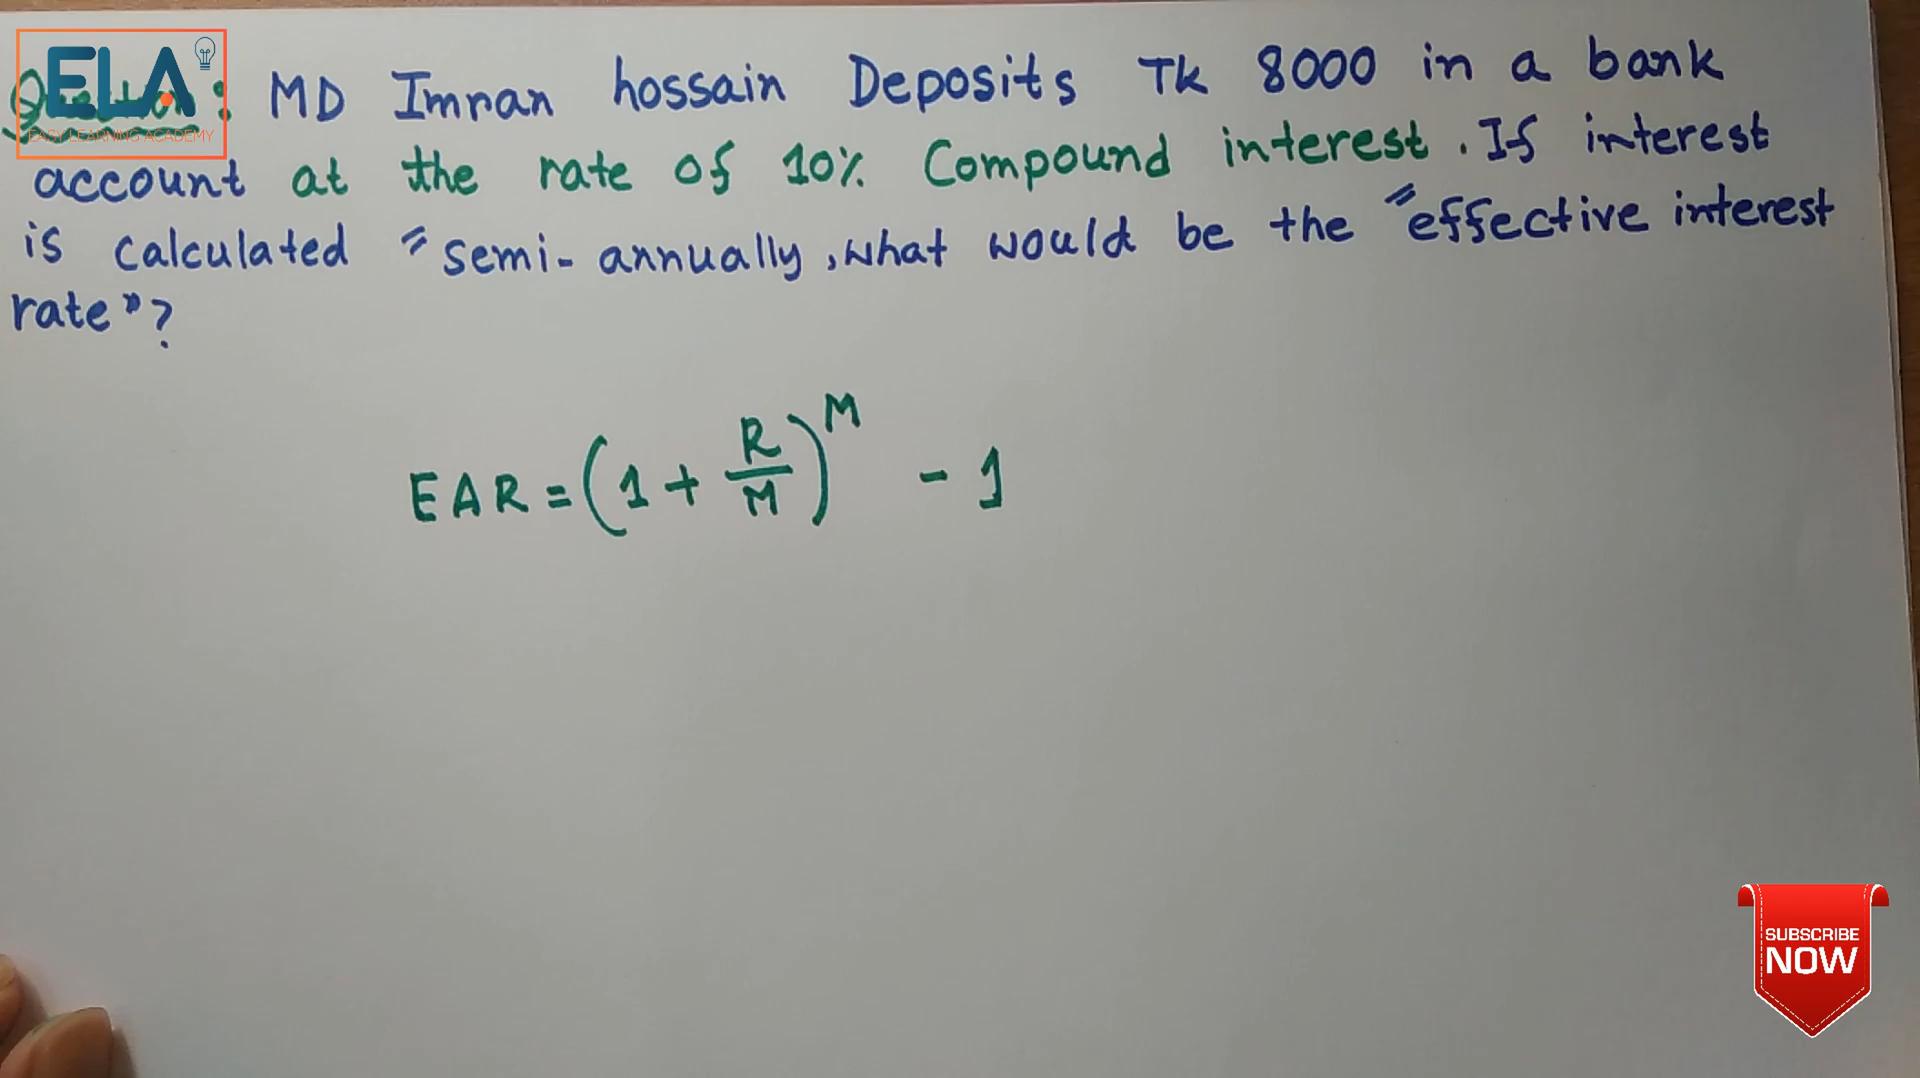 ELA
EASY LEARNING ACADEMY
Question: MD Imran hossain Deposits Tk 8000 in a bank
account at the rate of 10% Compound interest. If interest
is calculated "semi-annually, what would be the "effective interest
rate"?
EAR = (1 + R/M)^M - 1
SUBSCRIBE
NOW